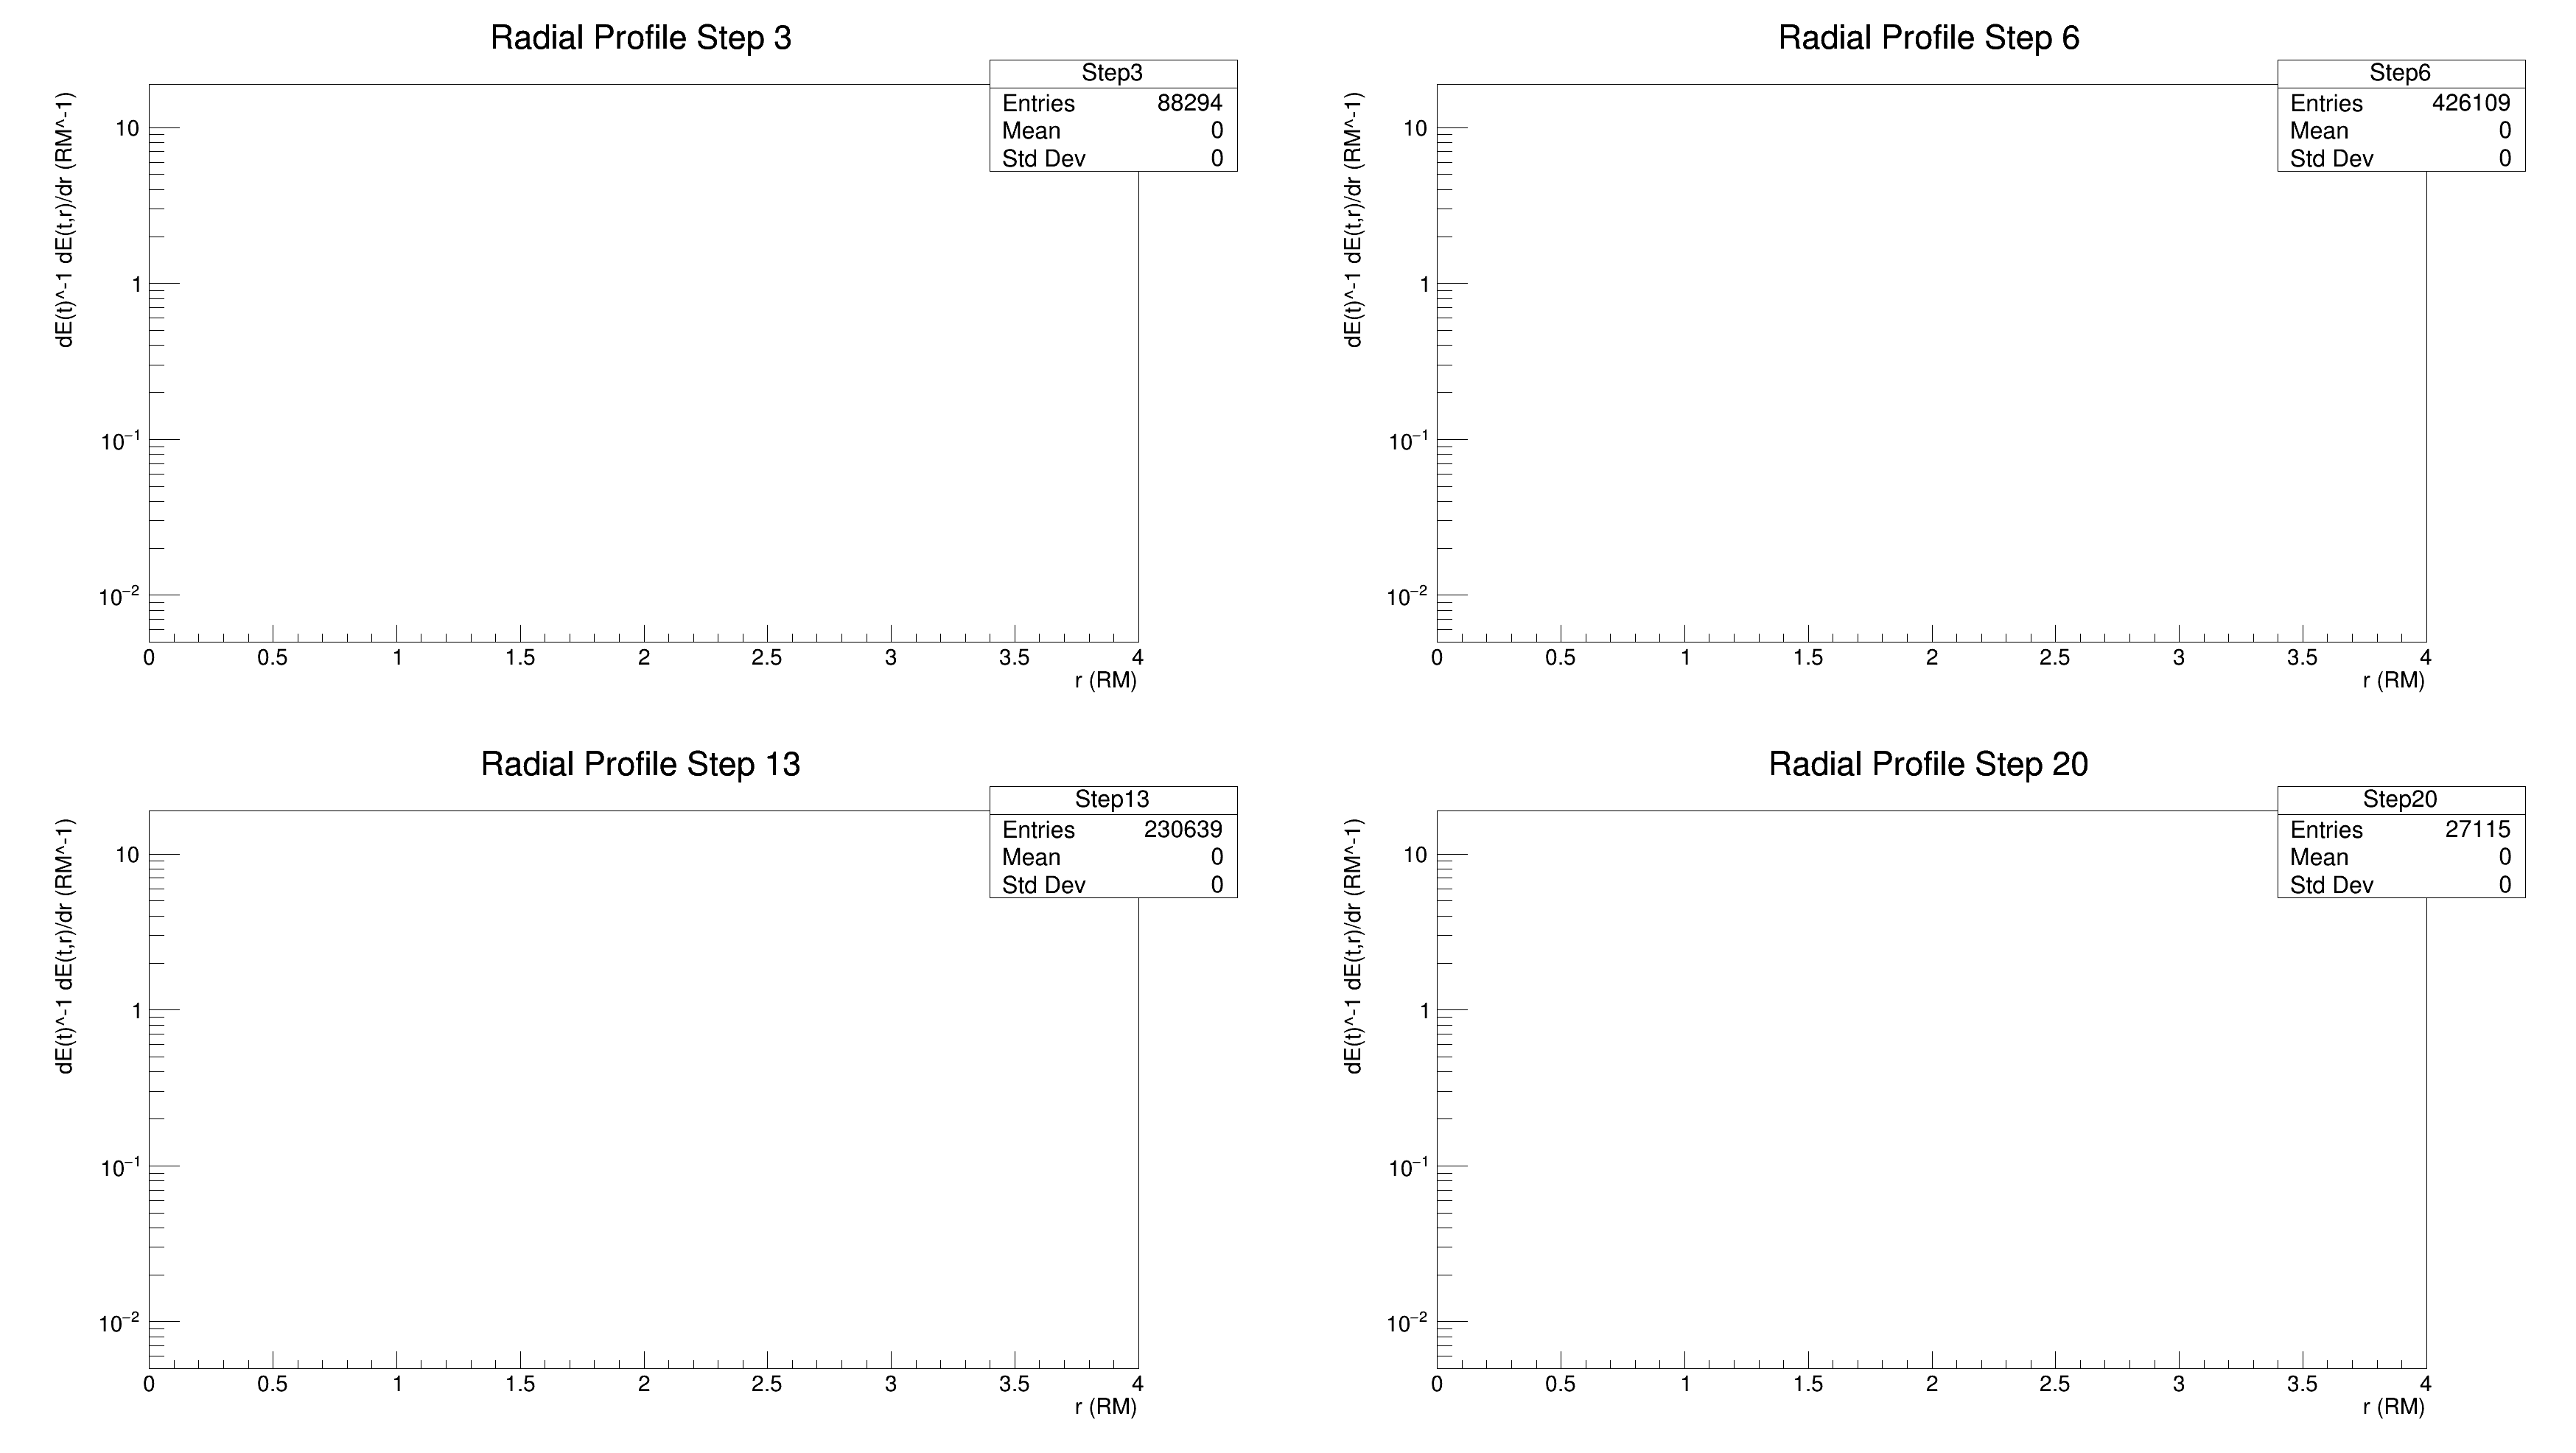 Radial Profile Step 3
Step3
Entries 88294
Mean 0
Std Dev 0
dE(t)^-1 dE(t,r)/dr (RM^-1)
10
1
10−1
10−2
0 0.5 1 1.5 2 2.5 3 3.5 4
r (RM)
Radial Profile Step 6
Step6
Entries 426109
Mean 0
Std Dev 0
dE(t)^-1 dE(t,r)/dr (RM^-1)
10
1
10−1
10−2
0 0.5 1 1.5 2 2.5 3 3.5 4
r (RM)
Radial Profile Step 13
Step13
Entries 230639
Mean 0
Std Dev 0
dE(t)^-1 dE(t,r)/dr (RM^-1)
10
1
10−1
10−2
0 0.5 1 1.5 2 2.5 3 3.5 4
r (RM)
Radial Profile Step 20
Step20
Entries 27115
Mean 0
Std Dev 0
dE(t)^-1 dE(t,r)/dr (RM^-1)
10
1
10−1
10−2
0 0.5 1 1.5 2 2.5 3 3.5 4
r (RM)